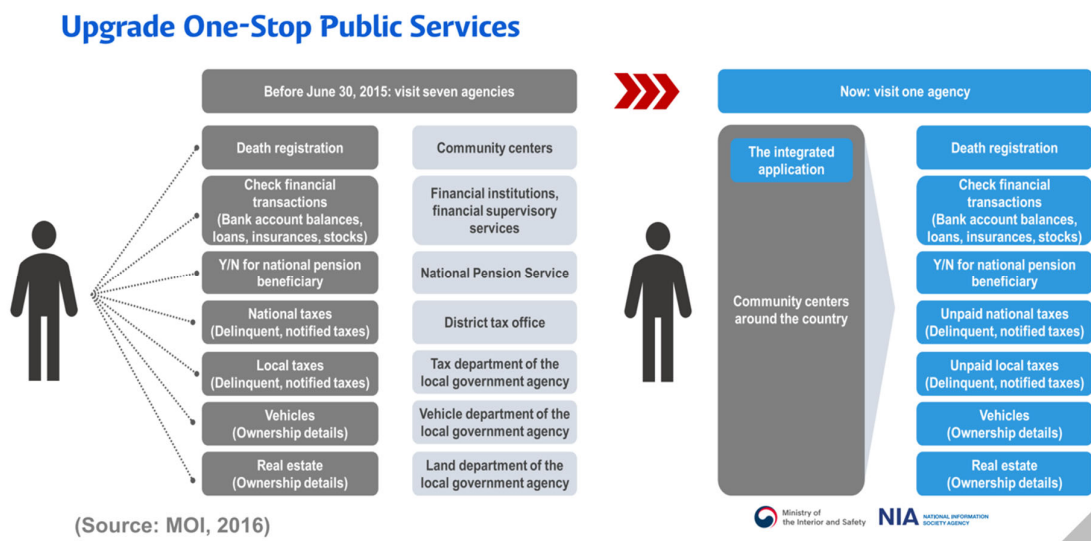 Upgrade One-Stop Public Services
Before June 30, 2015: visit seven agencies
Now: visit one agency
Death registration
Community centers
Check financial
transactions
(Bank account balances,
loans, insurances, stocks)
Financial institutions,
financial supervisory
services
Y/N for national pension
beneficiary
National Pension Service
National taxes
(Delinquent, notified taxes)
District tax office
Local taxes
(Delinquent, notified taxes)
Tax department of the
local government agency
Vehicles
(Ownership details)
Vehicle department of the
local government agency
Real estate
(Ownership details)
Land department of the
local government agency
The integrated
application
Community centers
around the country
Death registration
Check financial
transactions
(Bank account balances,
loans, insurances, stocks)
Y/N for national pension
beneficiary
Unpaid national taxes
(Delinquent, notified taxes)
Unpaid local taxes
(Delinquent, notified taxes)
Vehicles
(Ownership details)
Real estate
(Ownership details)
(Source: MOI, 2016)
Ministry of
the Interior and Safety
NIA NATIONAL INFORMATION
SOCIETY AGENCY